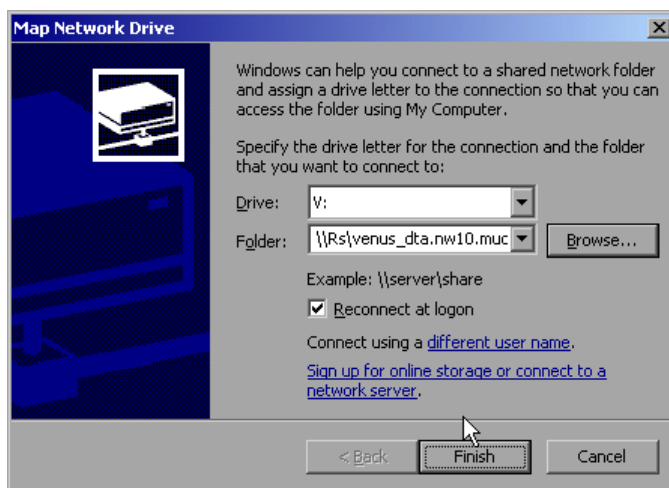 Map Network Drive
Windows can help you connect to a shared network folder
and assign a drive letter to the connection so that you can
access the folder using My Computer.
Specify the drive letter for the connection and the folder
that you want to connect to:
Drive: V:
Folder: \\Rs\venus_dta.nw10.muc Browse...
Example: \\server\share
Reconnect at logon
Connect using a different user name.
Sign up for online storage or connect to a
network server.
< Back Finish Cancel